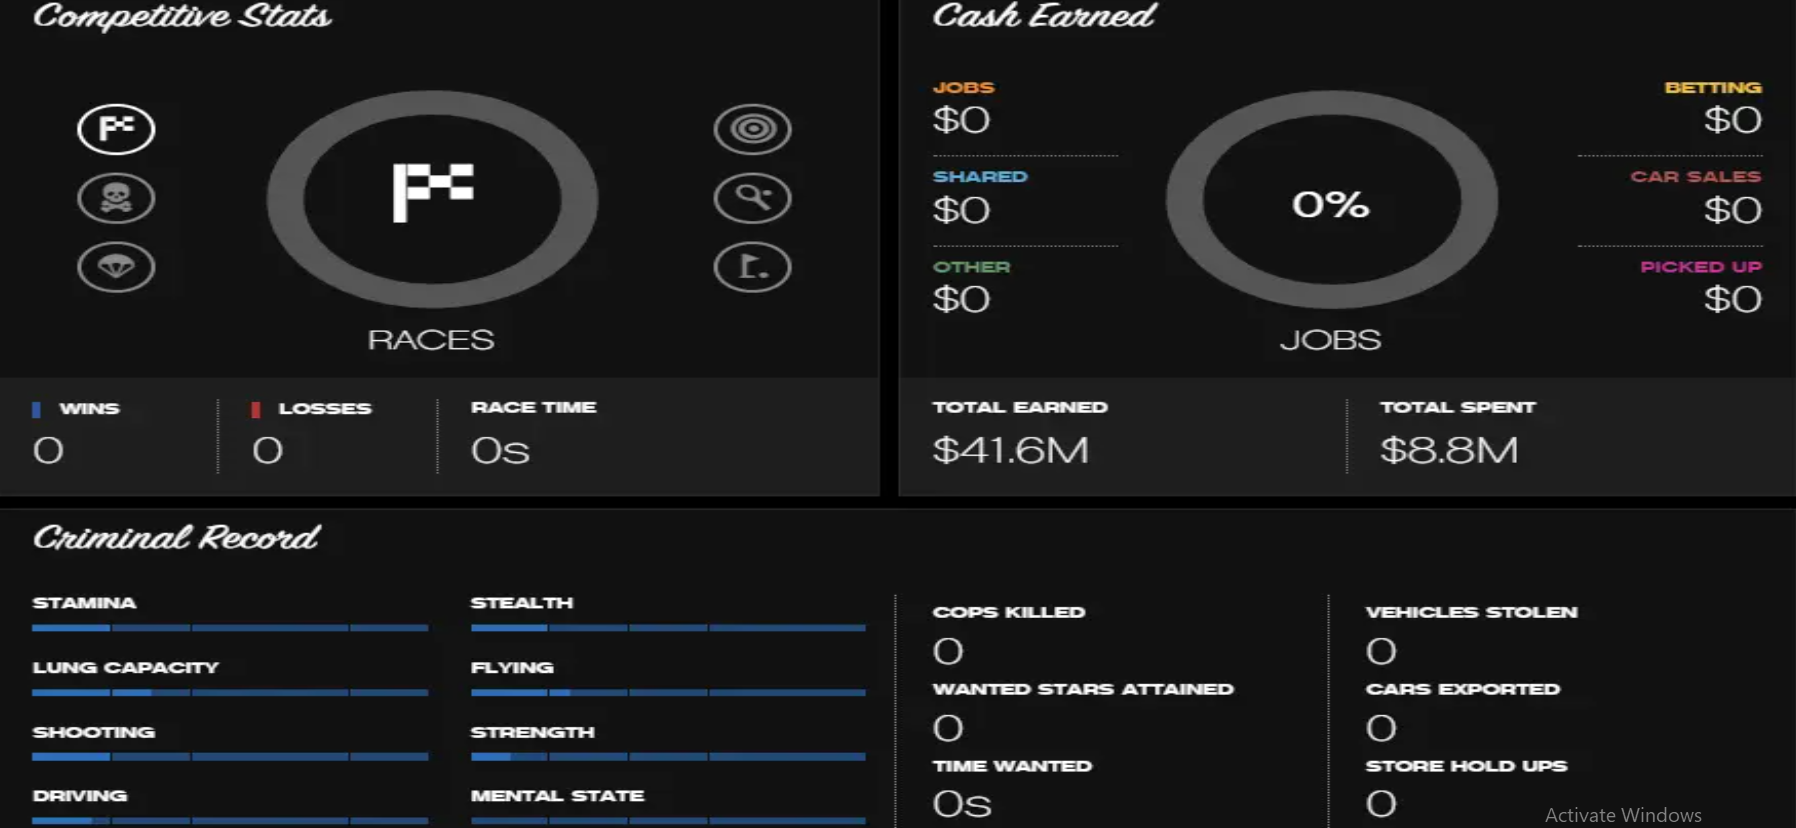 Competitive Stats
RACES
WINS
0
LOSSES
0
RACE TIME
0s
Cash Earned
JOBS
$0
SHARED
$0
OTHER
$0
0%
JOBS
BETTING
$0
CAR SALES
$0
PICKED UP
$0
TOTAL EARNED
$41.6M
TOTAL SPENT
$8.8M
Criminal Record
STAMINA
LUNG CAPACITY
SHOOTING
DRIVING
STEALTH
FLYING
STRENGTH
MENTAL STATE
COPS KILLED
0
WANTED STARS ATTAINED
0
TIME WANTED
0s
VEHICLES STOLEN
0
CARS EXPORTED
0
STORE HOLD UPS
0
Activate Windows